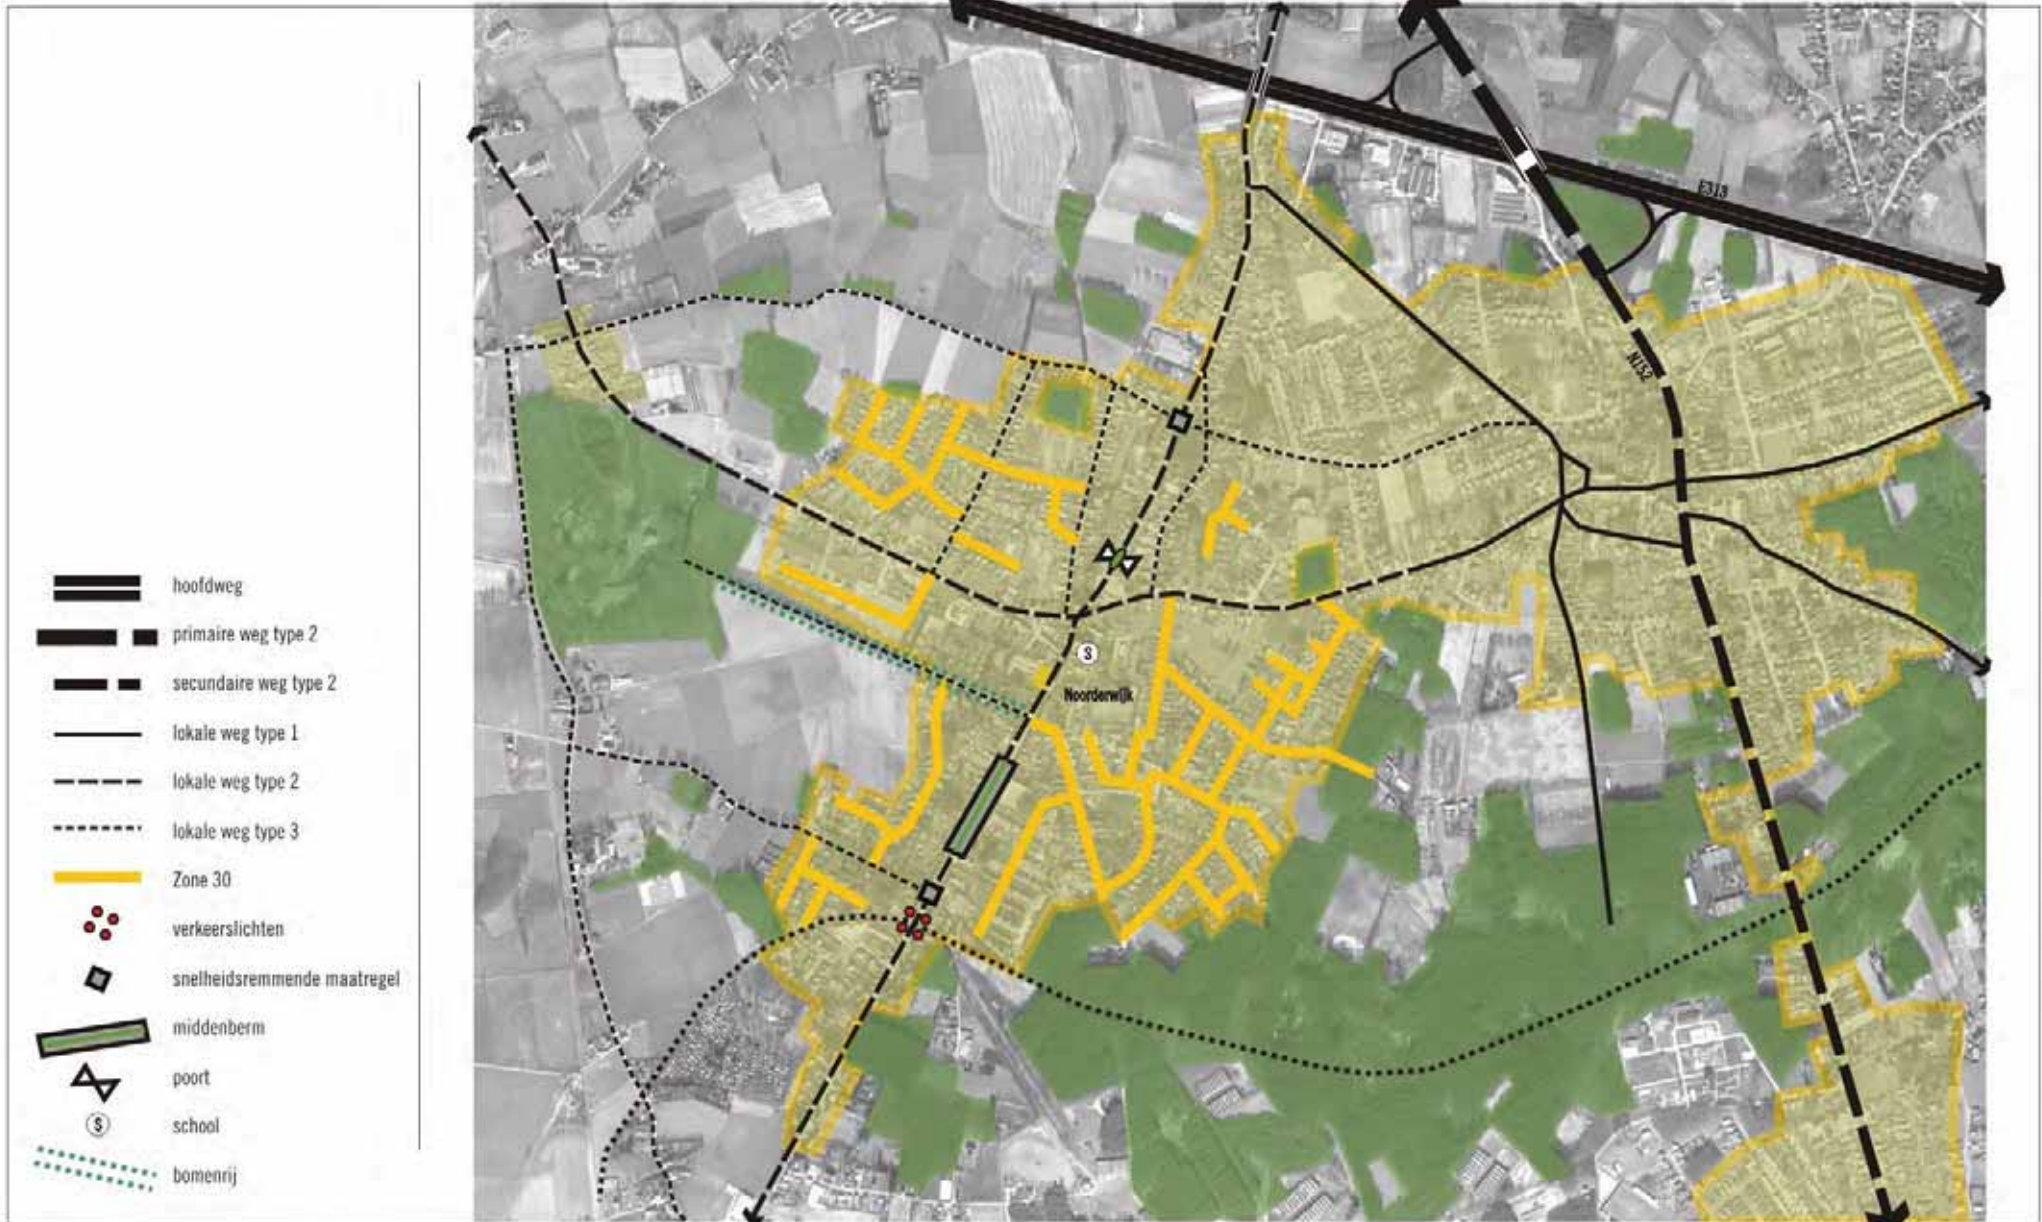 hoofdweg
primaire weg type 2
secundaire weg type 2
lokale weg type 1
lokale weg type 2
lokale weg type 3
Zone 30
verkeerslichten
snelheidsremmende maatregel
middenberm
poort
S
school
bomenrij
E313
N152
S
Noorderwijk